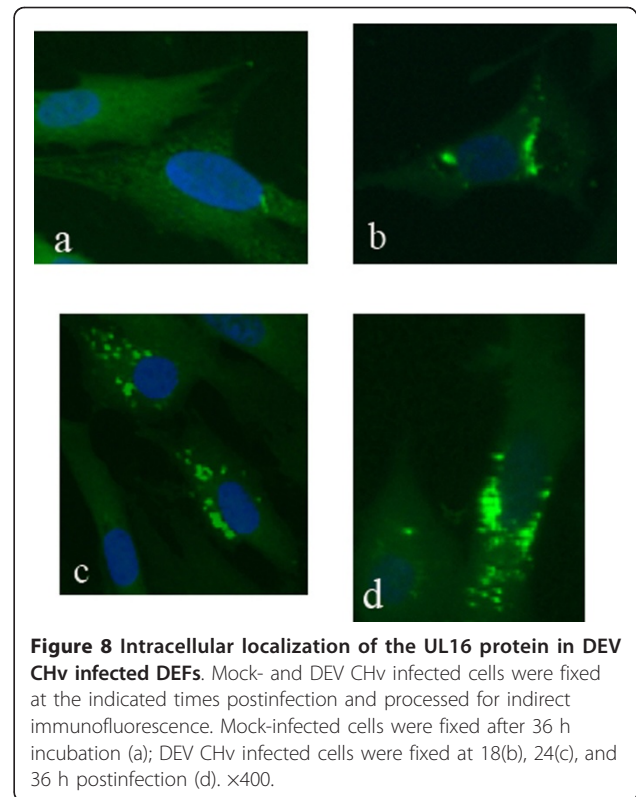 a
b
c
d
Figure 8 Intracellular localization of the UL16 protein in DEV
CHv infected DEFs. Mock- and DEV CHv infected cells were fixed
at the indicated times postinfection and processed for indirect
immunofluorescence. Mock-infected cells were fixed after 36 h
incubation (a); DEV CHv infected cells were fixed at 18(b), 24(c), and
36 h postinfection (d). ×400.